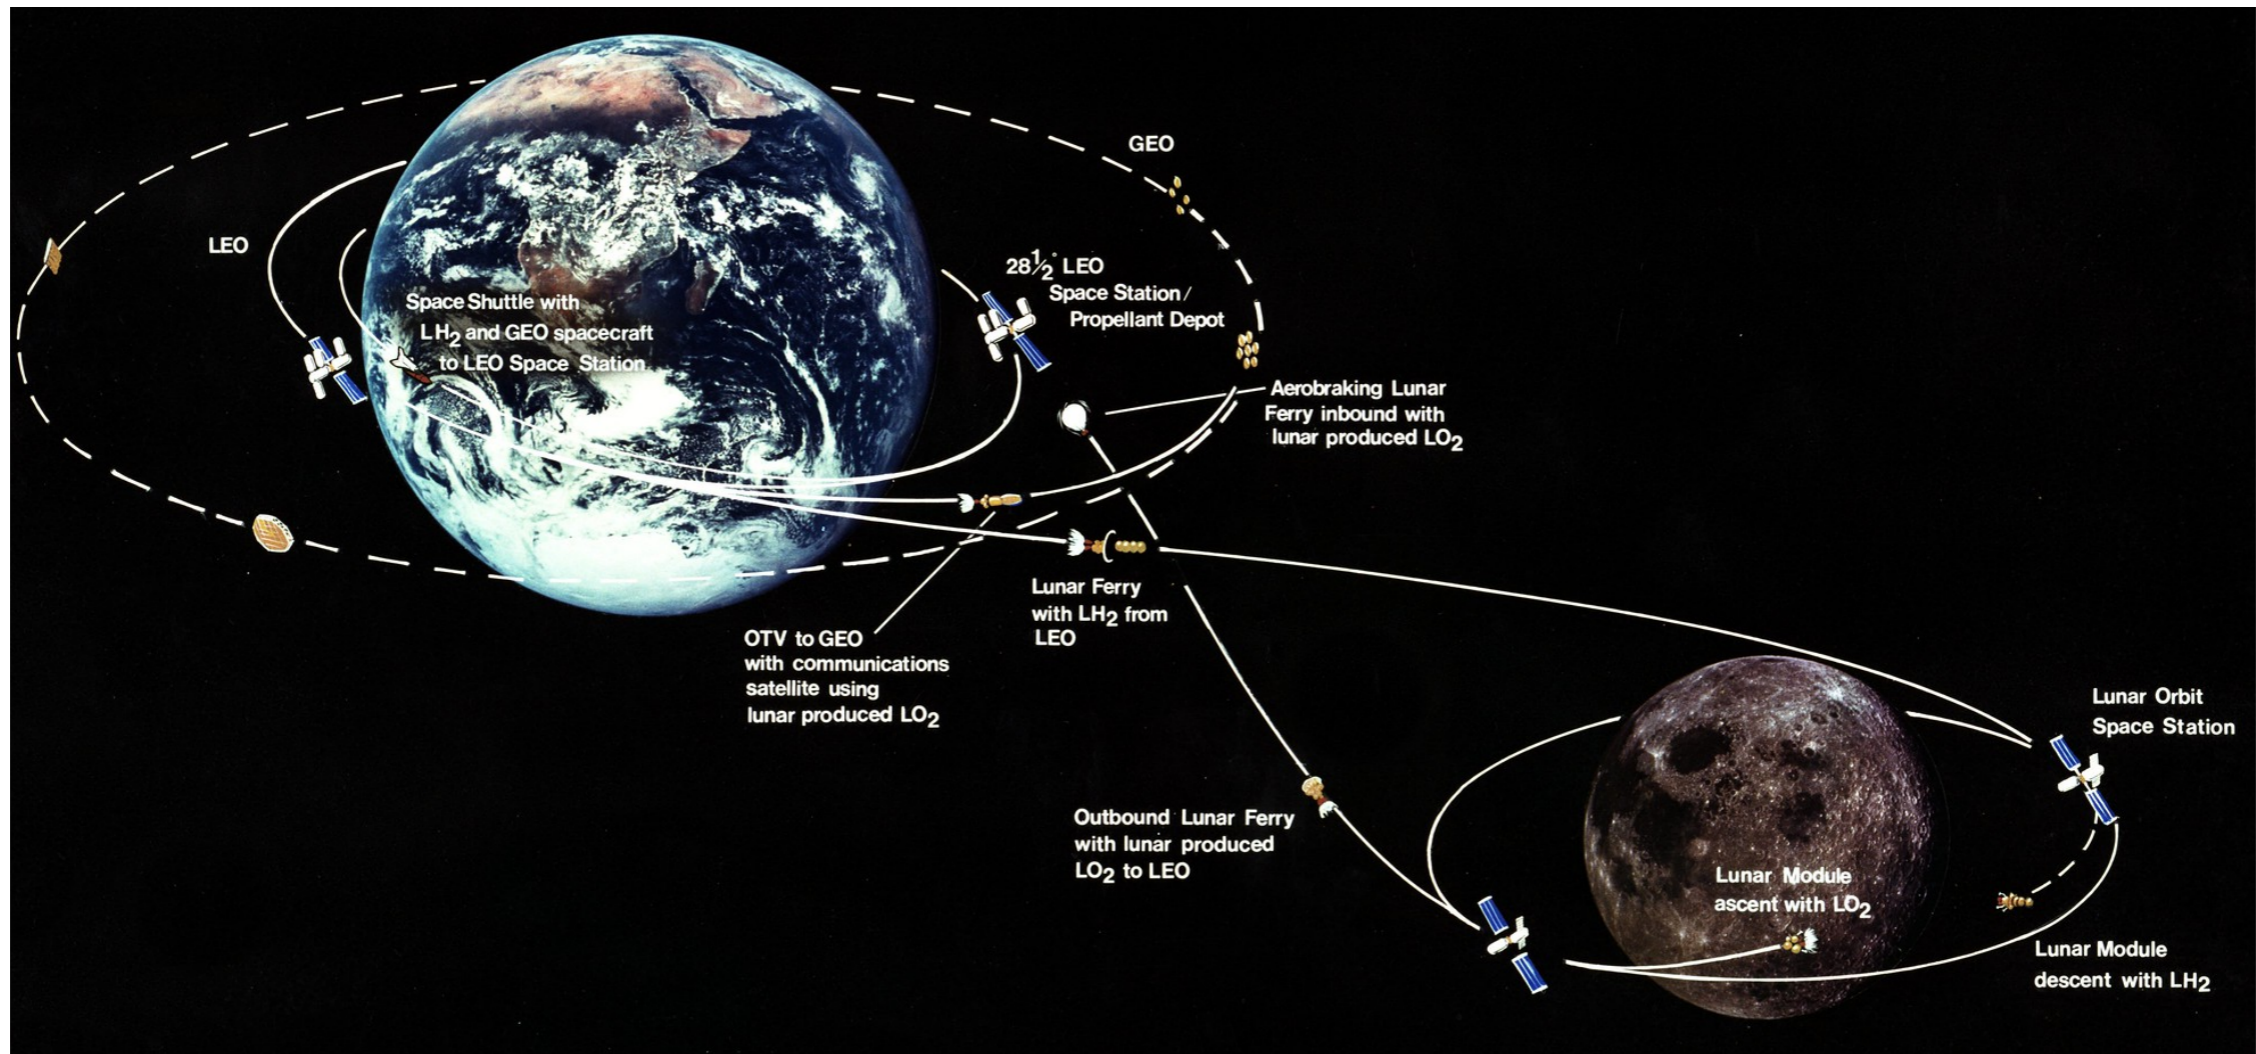 GEO
LEO
28½° LEO
Space Station/
Propellant Depot
Space Shuttle with
LH2 and GEO spacecraft
to LEO Space Station
Aerobraking Lunar
Ferry inbound with
lunar produced LO2
Lunar Ferry
with LH2 from
LEO
OTV to GEO
with communications
satellite using
lunar produced LO2
Lunar Orbit
Space Station
Outbound Lunar Ferry
with lunar produced
LO2 to LEO
Lunar Module
ascent with LO2
Lunar Module
descent with LH2